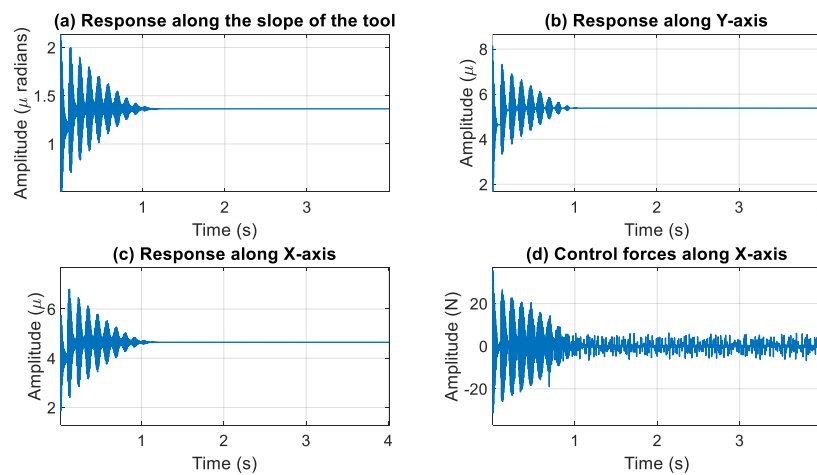 (a) Response along the slope of the tool
Amplitude (μ radians)
2
1.5
1
1
2
3
Time (s)
(b) Response along Y-axis
Amplitude (μ)
8
6
4
2
1
2
3
Time (s)
(c) Response along X-axis
Amplitude (μ)
6
4
2
1
2
3
4
Time (s)
(d) Control forces along X-axis
Amplitude (N)
20
0
-20
1
2
3
Time (s)